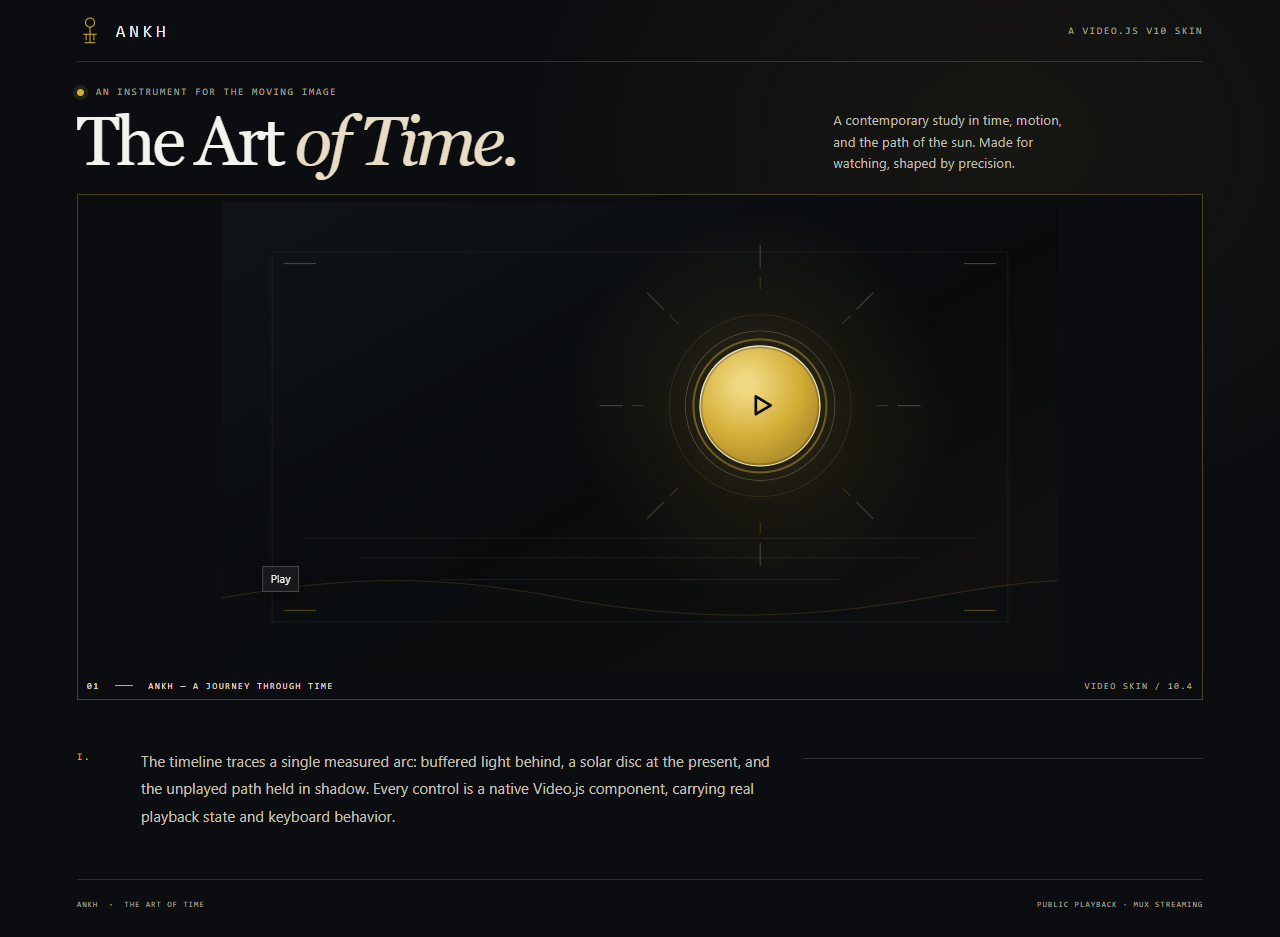 ANKH
A VIDEO.JS V10 SKIN
AN INSTRUMENT FOR THE MOVING IMAGE
The Art of Time.
A contemporary study in time, motion,
and the path of the sun. Made for
watching, shaped by precision.
Play
01 — ANKH — A JOURNEY THROUGH TIME
VIDEO SKIN / 10.4
I.
The timeline traces a single measured arc: buffered light behind, a solar disc at the present, and
the unplayed path held in shadow. Every control is a native Video.js component, carrying real
playback state and keyboard behavior.
ANKH · THE ART OF TIME
PUBLIC PLAYBACK · MUX STREAMING